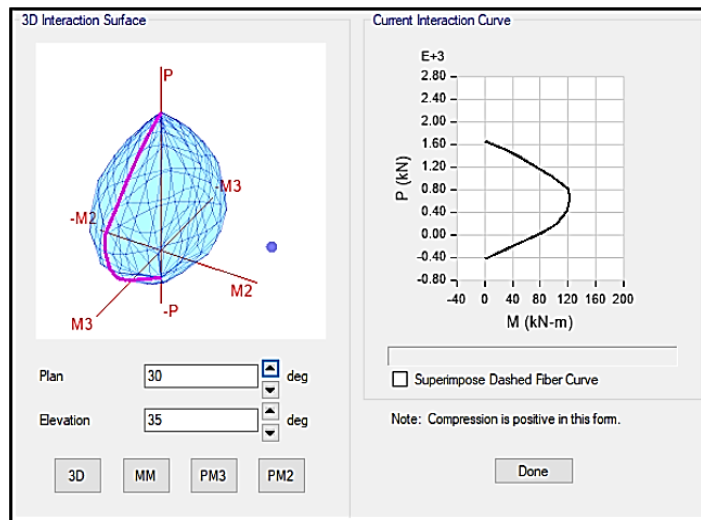 3D Interaction Surface
P
-M3
-M2
M2
M3
-P
Plan
30
deg
Elevation
35
deg
3D
MM
PM3
PM2
Current Interaction Curve
E+3
2.80
2.40
2.00
1.60
1.20
0.80
0.40
0.00
-0.40
-0.80
P (kN)
-40 0 40 80 120 160 200
M (kN-m)
Superimpose Dashed Fiber Curve
Note: Compression is positive in this form.
Done